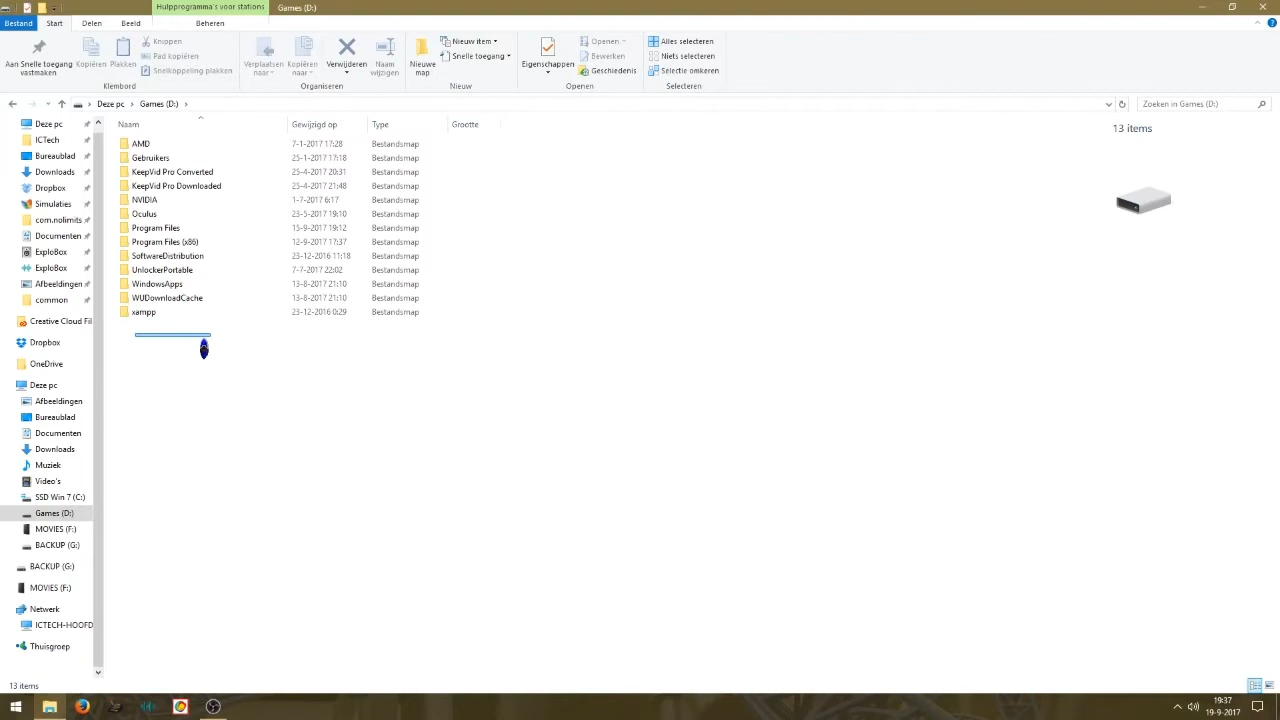 Hulpprogramma's voor stations Games (D:)
Bestand Start Delen Beeld Beheren
Aan Snelle toegang vastmaken
Kopiëren
Plakken
Knippen
Pad kopiëren
Snelkoppeling plakken
Klembord
Verplaatsen naar
Kopiëren naar
Verwijderen
Naam wijzigen
Organiseren
Nieuwe map
Nieuw item
Snelle toegang
Nieuw
Eigenschappen
Openen
Bewerken
Geschiedenis
Openen
Alles selecteren
Niets selecteren
Selectie omkeren
Selecteren
Deze pc Games (D:)
Zoeken in Games (D:)
Deze pc
ICTech
Bureaublad
Downloads
Dropbox
Simulaties
com.nolimits
Documenten
ExploBox
ExploBox
Afbeeldingen
common
Creative Cloud Fil
Dropbox
OneDrive
Deze pc
Afbeeldingen
Bureaublad
Documenten
Downloads
Muziek
Video's
SSD Win 7 (C:)
Games (D:)
MOVIES (F:)
BACKUP (G:)
BACKUP (G:)
MOVIES (F:)
Netwerk
ICTECH-HOOFD
Thuisgroep
Naam Gewijzigd op Type Grootte
AMD 7-1-2017 17:28 Bestandsmap
Gebruikers 25-1-2017 17:18 Bestandsmap
KeepVid Pro Converted 25-4-2017 20:31 Bestandsmap
KeepVid Pro Downloaded 25-4-2017 21:48 Bestandsmap
NVIDIA 1-7-2017 6:17 Bestandsmap
Oculus 23-5-2017 19:10 Bestandsmap
Program Files 15-9-2017 19:12 Bestandsmap
Program Files (x86) 12-9-2017 17:37 Bestandsmap
SoftwareDistribution 23-12-2016 11:18 Bestandsmap
UnlockerPortable 7-7-2017 22:02 Bestandsmap
WindowsApps 13-8-2017 21:10 Bestandsmap
WUDownloadCache 13-8-2017 21:10 Bestandsmap
xampp 23-12-2016 0:29 Bestandsmap
13 items
13 items
19:37
19-9-2017